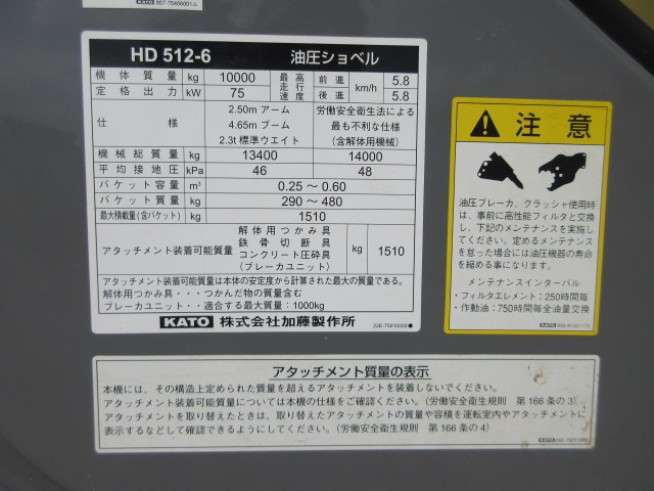 KATO 957-75406001
HD 512-6 油圧ショベル
機体質量 kg 10000 最高走行速度 前進 km/h 5.8
定格出力 kW 75 後進 5.8
仕様 2.50m アーム 労働安全衛生法による
4.65m ブーム 最も不利な仕様
2.3t 標準ウエイト (含解体用機械)
機械総質量 kg 13400 14000
平均接地圧 kPa 46 48
バケット容量 m³ 0.25～0.60
バケット質量 kg 290～480
最大積載量(含バケット) kg 1510
アタッチメント装着可能質量 解体用つかみ具 kg 1510
鉄骨切断具
コンクリート圧砕具
(ブレーカユニット)
アタッチメント装着可能質量は本体の安定度から計算された最大の質量である。
解体用つかみ具・・・つかんだ物の質量含む
ブレーカユニット・・適合する最大質量：1000kg
KATO 株式会社加藤製作所
注意
油圧ブレーカ、クラッシャ使用時
は、事前に高性能フィルタと交換
し、下記のメンテナンスを実施し
てください。定めるメンテナンス
を怠った場合には油圧機器の寿命
を縮める事になります。
メンテナンスインターバル
・フィルタエレメント：250時間毎
・作動油：750時間毎全油量交換
KATO
アタッチメント質量の表示
本機には、その構造上定められた質量を超えるアタッチメントを装着しないでください。
アタッチメント装着可能質量については本機の仕様をご確認ください。(労働安全衛生規則 第166条の3)
アタッチメントを取り替えたときは、取り替えたアタッチメントの質量や容積を運転室内やアタッチメントに
表示するなどして確認できるようにしてください。(労働安全衛生規則 第166条の4)
KATO